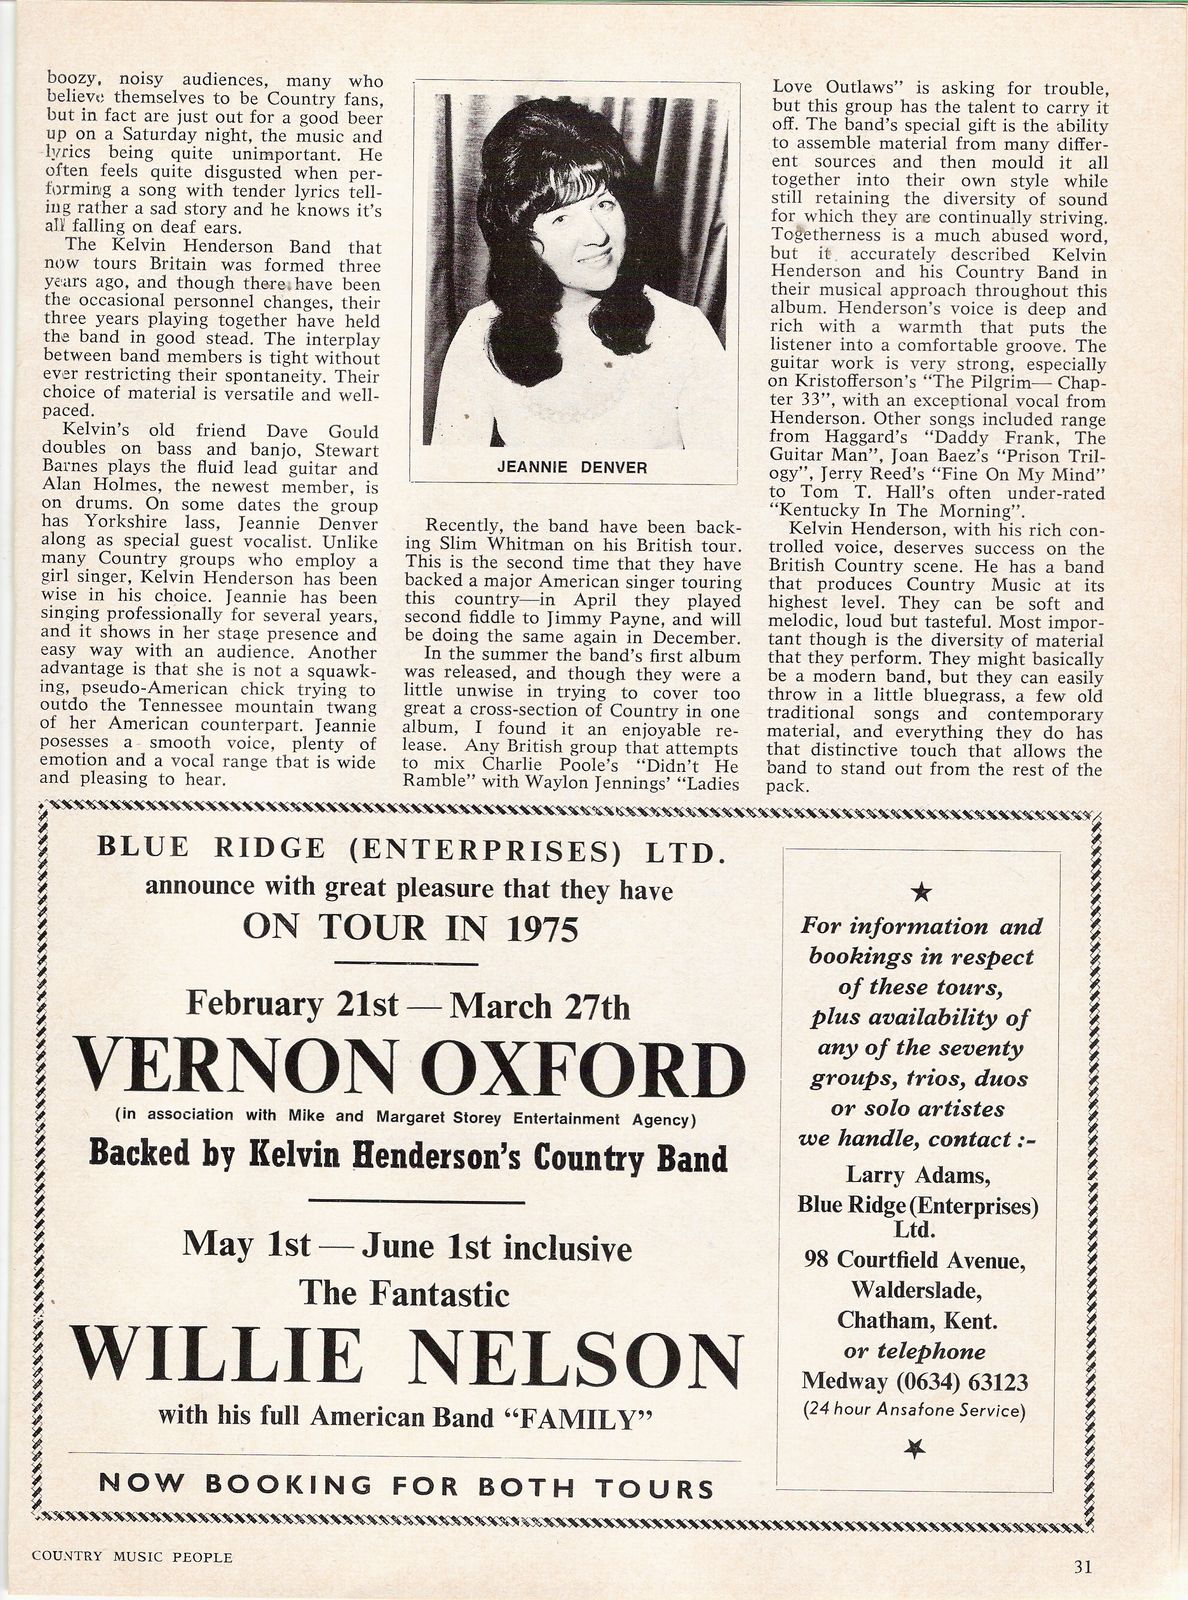 boozy, noisy audiences, many who
believe themselves to be Country fans,
but in fact are just out for a good beer
up on a Saturday night, the music and
lyrics being quite unimportant. He
often feels quite disgusted when per-
forming a song with tender lyrics tell-
ing rather a sad story and he knows it's
all falling on deaf ears.
The Kelvin Henderson Band that
now tours Britain was formed three
years ago, and though there have been
the occasional personnel changes, their
three years playing together have held
the band in good stead. The interplay
between band members is tight without
ever restricting their spontaneity. Their
choice of material is versatile and well-
paced.
Kelvin's old friend Dave Gould
doubles on bass and banjo, Stewart
Barnes plays the fluid lead guitar and
Alan Holmes, the newest member, is
on drums. On some dates the group
has Yorkshire lass, Jeannie Denver
along as special guest vocalist. Unlike
many Country groups who employ a
girl singer, Kelvin Henderson has been
wise in his choice. Jeannie has been
singing professionally for several years,
and it shows in her stage presence and
easy way with an audience. Another
advantage is that she is not a squawk-
ing, pseudo-American chick trying to
outdo the Tennessee mountain twang
of her American counterpart. Jeannie
posesses a smooth voice, plenty of
emotion and a vocal range that is wide
and pleasing to hear.
JEANNIE DENVER
Recently, the band have been back-
ing Slim Whitman on his British tour.
This is the second time that they have
backed a major American singer touring
this country—in April they played
second fiddle to Jimmy Payne, and will
be doing the same again in December.
In the summer the band's first album
was released, and though they were a
little unwise in trying to cover too
great a cross-section of Country in one
album, I found it an enjoyable re-
lease. Any British group that attempts
to mix Charlie Poole's "Didn't He
Ramble" with Waylon Jennings' "Ladies
Love Outlaws" is asking for trouble,
but this group has the talent to carry it
off. The band's special gift is the ability
to assemble material from many differ-
ent sources and then mould it all
together into their own style while
still retaining the diversity of sound
for which they are continually striving.
Togetherness is a much abused word,
but it accurately described Kelvin
Henderson and his Country Band in
their musical approach throughout this
album. Henderson's voice is deep and
rich with a warmth that puts the
listener into a comfortable groove. The
guitar work is very strong, especially
on Kristofferson's "The Pilgrim— Chap-
ter 33", with an exceptional vocal from
Henderson. Other songs included range
from Haggard's "Daddy Frank, The
Guitar Man", Joan Baez's "Prison Tril-
ogy", Jerry Reed's "Fine On My Mind"
to Tom T. Hall's often under-rated
"Kentucky In The Morning".
Kelvin Henderson, with his rich con-
trolled voice, deserves success on the
British Country scene. He has a band
that produces Country Music at its
highest level. They can be soft and
melodic, loud but tasteful. Most impor-
tant though is the diversity of material
that they perform. They might basically
be a modern band, but they can easily
throw in a little bluegrass, a few old
traditional songs and contemporary
material, and everything they do has
that distinctive touch that allows the
band to stand out from the rest of the
pack.
BLUE RIDGE (ENTERPRISES) LTD.
announce with great pleasure that they have
ON TOUR IN 1975
February 21st — March 27th
VERNON OXFORD
(in association with Mike and Margaret Storey Entertainment Agency)
Backed by Kelvin Henderson's Country Band
May 1st — June 1st inclusive
The Fantastic
WILLIE NELSON
with his full American Band "FAMILY"
NOW BOOKING FOR BOTH TOURS
For information and
bookings in respect
of these tours,
plus availability of
any of the seventy
groups, trios, duos
or solo artistes
we handle, contact :-
Larry Adams,
Blue Ridge (Enterprises)
Ltd.
98 Courtfield Avenue,
Walderslade,
Chatham, Kent.
or telephone
Medway (0634) 63123
(24 hour Ansafone Service)
COUNTRY MUSIC PEOPLE
31